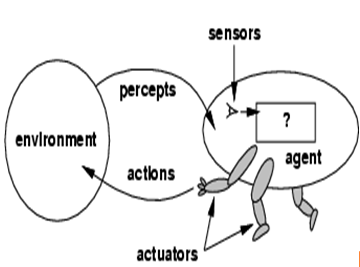 sensors
percepts
?
environment
agent
actions
actuators